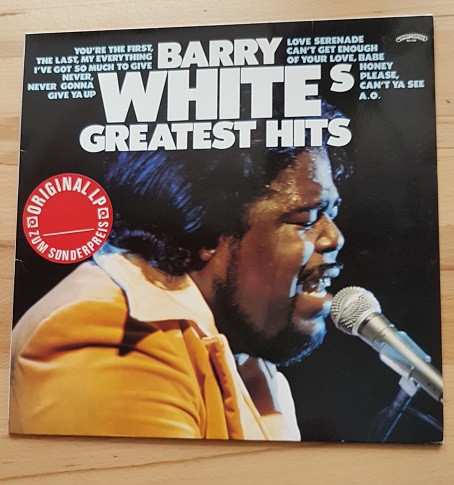 YOU'RE THE FIRST,
THE LAST, MY EVERYTHING
I'VE GOT SO MUCH TO GIVE
NEVER,
NEVER GONNA
GIVE YA UP
BARRY
WHITE'S
GREATEST HITS
LOVE SERENADE
CAN'T GET ENOUGH
OF YOUR LOVE, BABE
HONEY
PLEASE,
CAN'T YA SEE
A.O.
ORIGINAL LP
ZUM SONDERPREIS